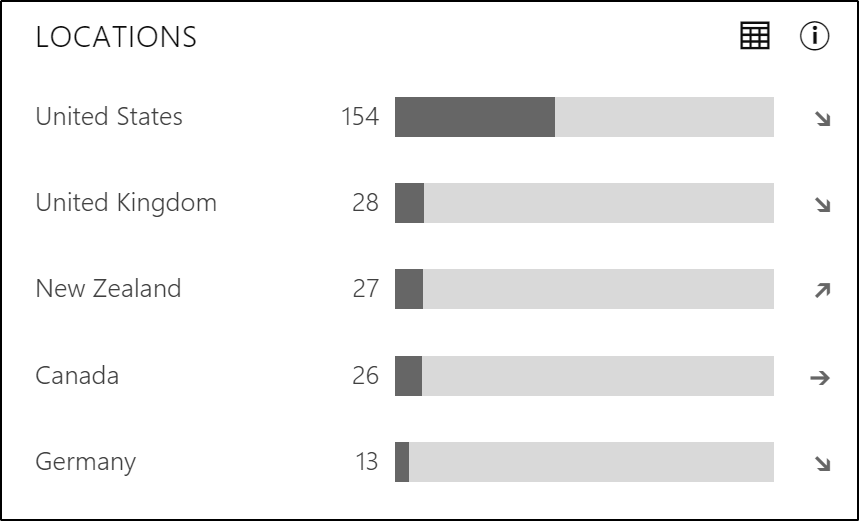 LOCATIONS
United States 154
United Kingdom 28
New Zealand 27
Canada 26
Germany 13